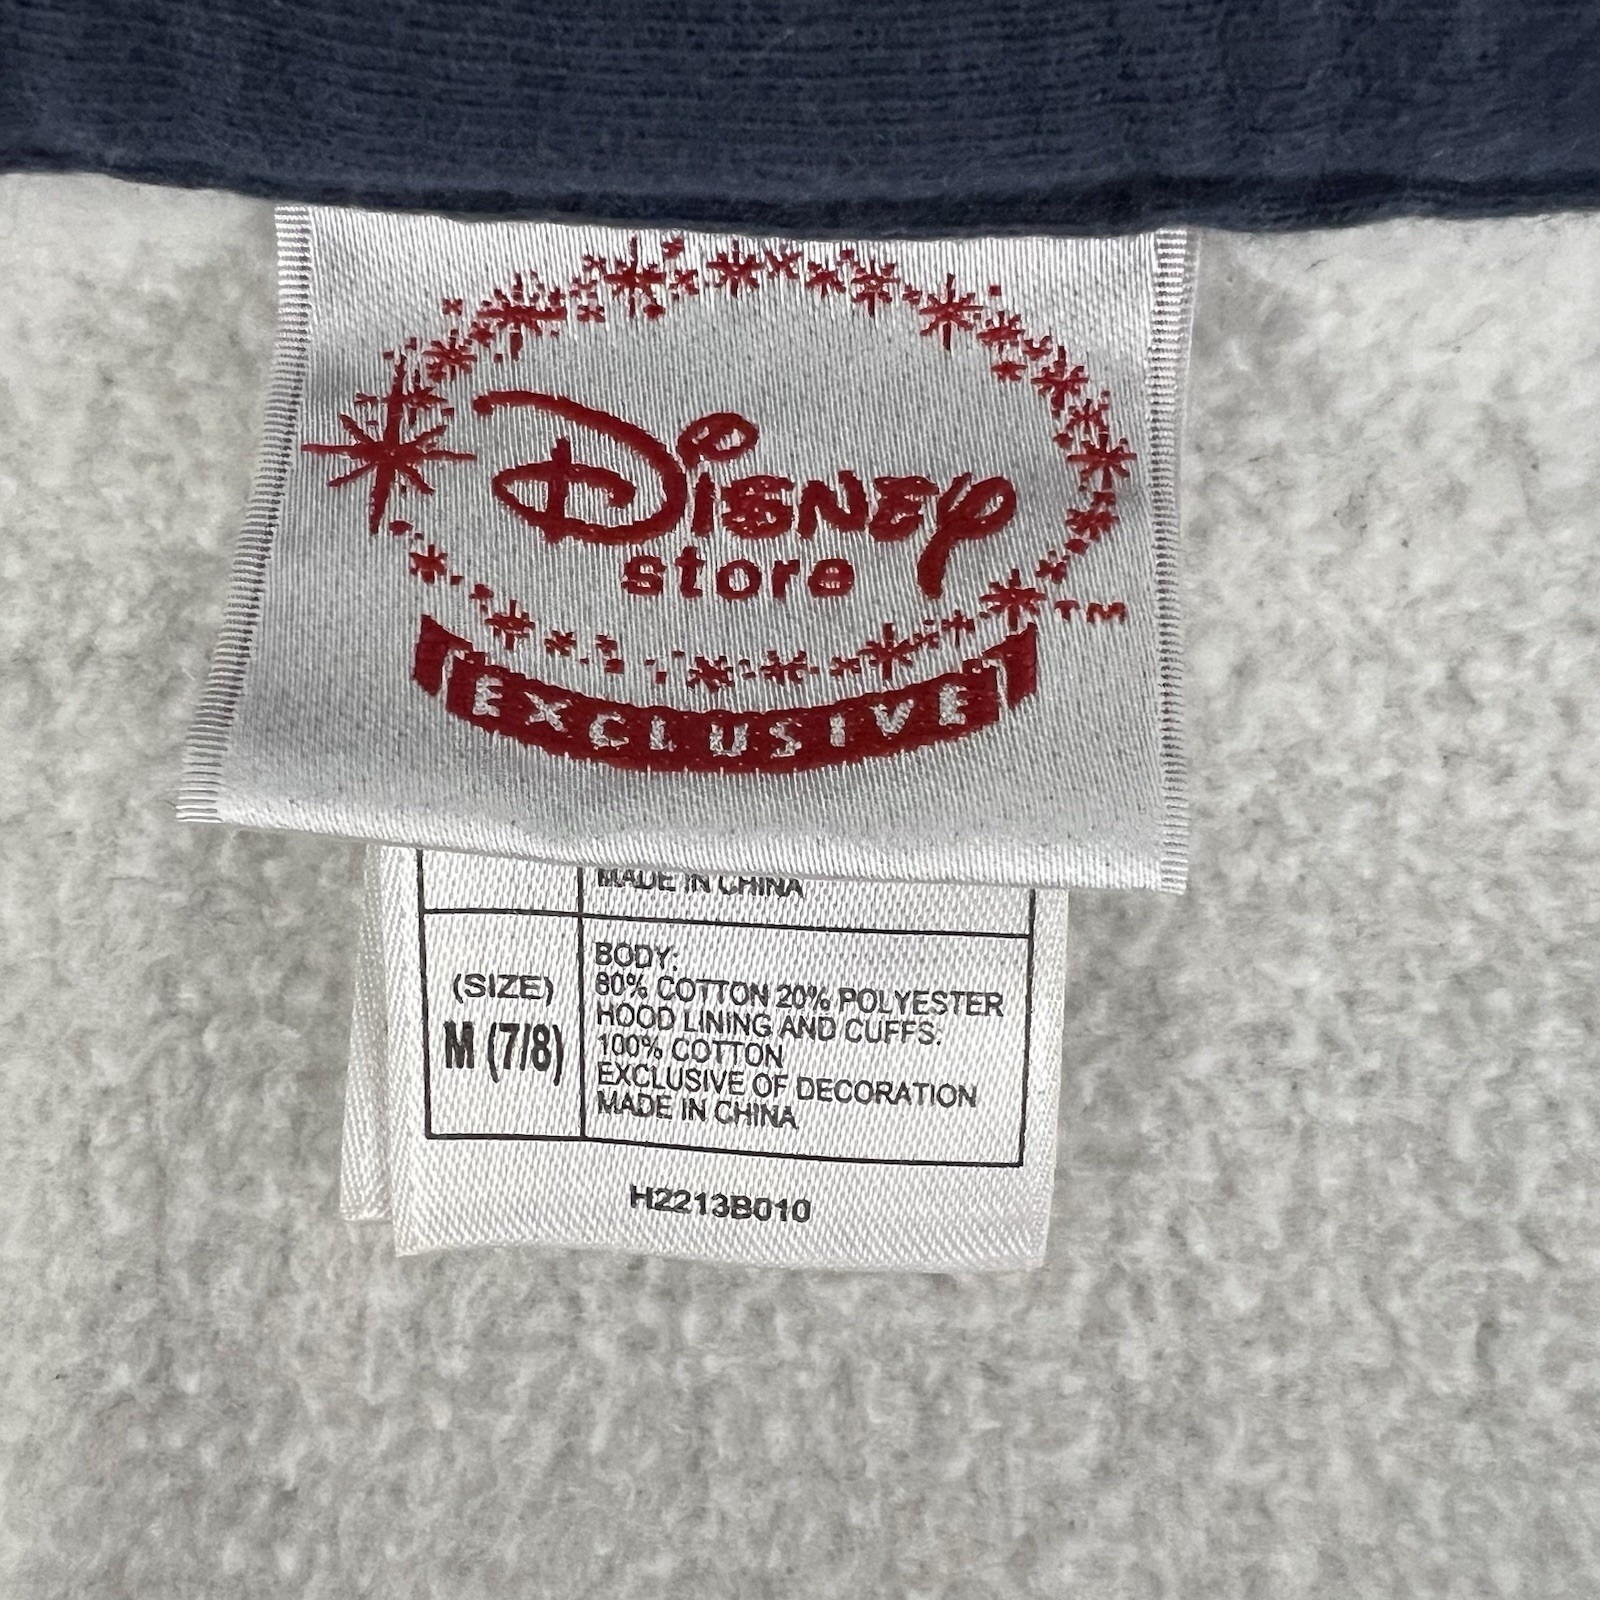 Disney
store
TM
EXCLUSIVE
MADE IN CHINA
(SIZE)
M (7/8)
BODY:
80% COTTON 20% POLYESTER
HOOD LINING AND CUFFS:
100% COTTON
EXCLUSIVE OF DECORATION
MADE IN CHINA
H2213B010